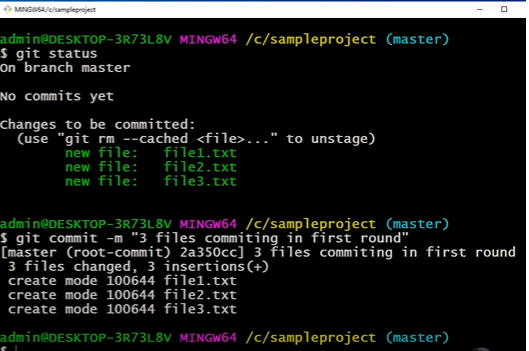 MINGW64:/c/sampleproject
admin@DESKTOP-3R73L8V MINGW64 /c/sampleproject (master)
$ git status
On branch master
No commits yet
Changes to be committed:
(use "git rm --cached <file>..." to unstage)
new file: file1.txt
new file: file2.txt
new file: file3.txt
admin@DESKTOP-3R73L8V MINGW64 /c/sampleproject (master)
$ git commit -m "3 files commiting in first round"
[master (root-commit) 2a350cc] 3 files commiting in first round
3 files changed, 3 insertions(+)
create mode 100644 file1.txt
create mode 100644 file2.txt
create mode 100644 file3.txt
admin@DESKTOP-3R73L8V MINGW64 /c/sampleproject (master)
$